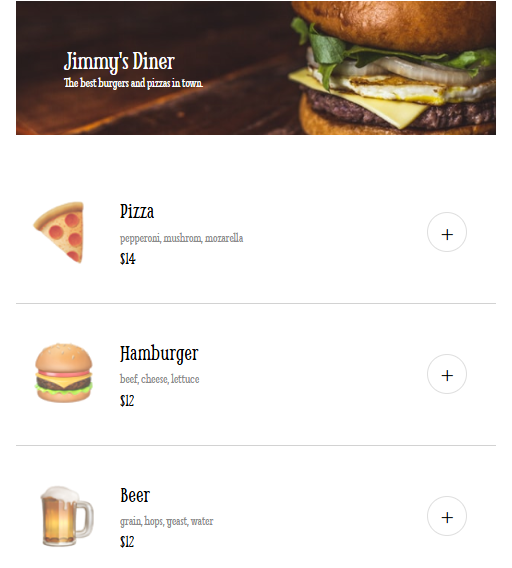 Jimmy's Diner
The best burgers and pizzas in town.
Pizza
pepperoni, mushrom, mozarella
$14
+
Hamburger
beef, cheese, lettuce
$12
+
Beer
grain, hops, yeast, water
$12
+